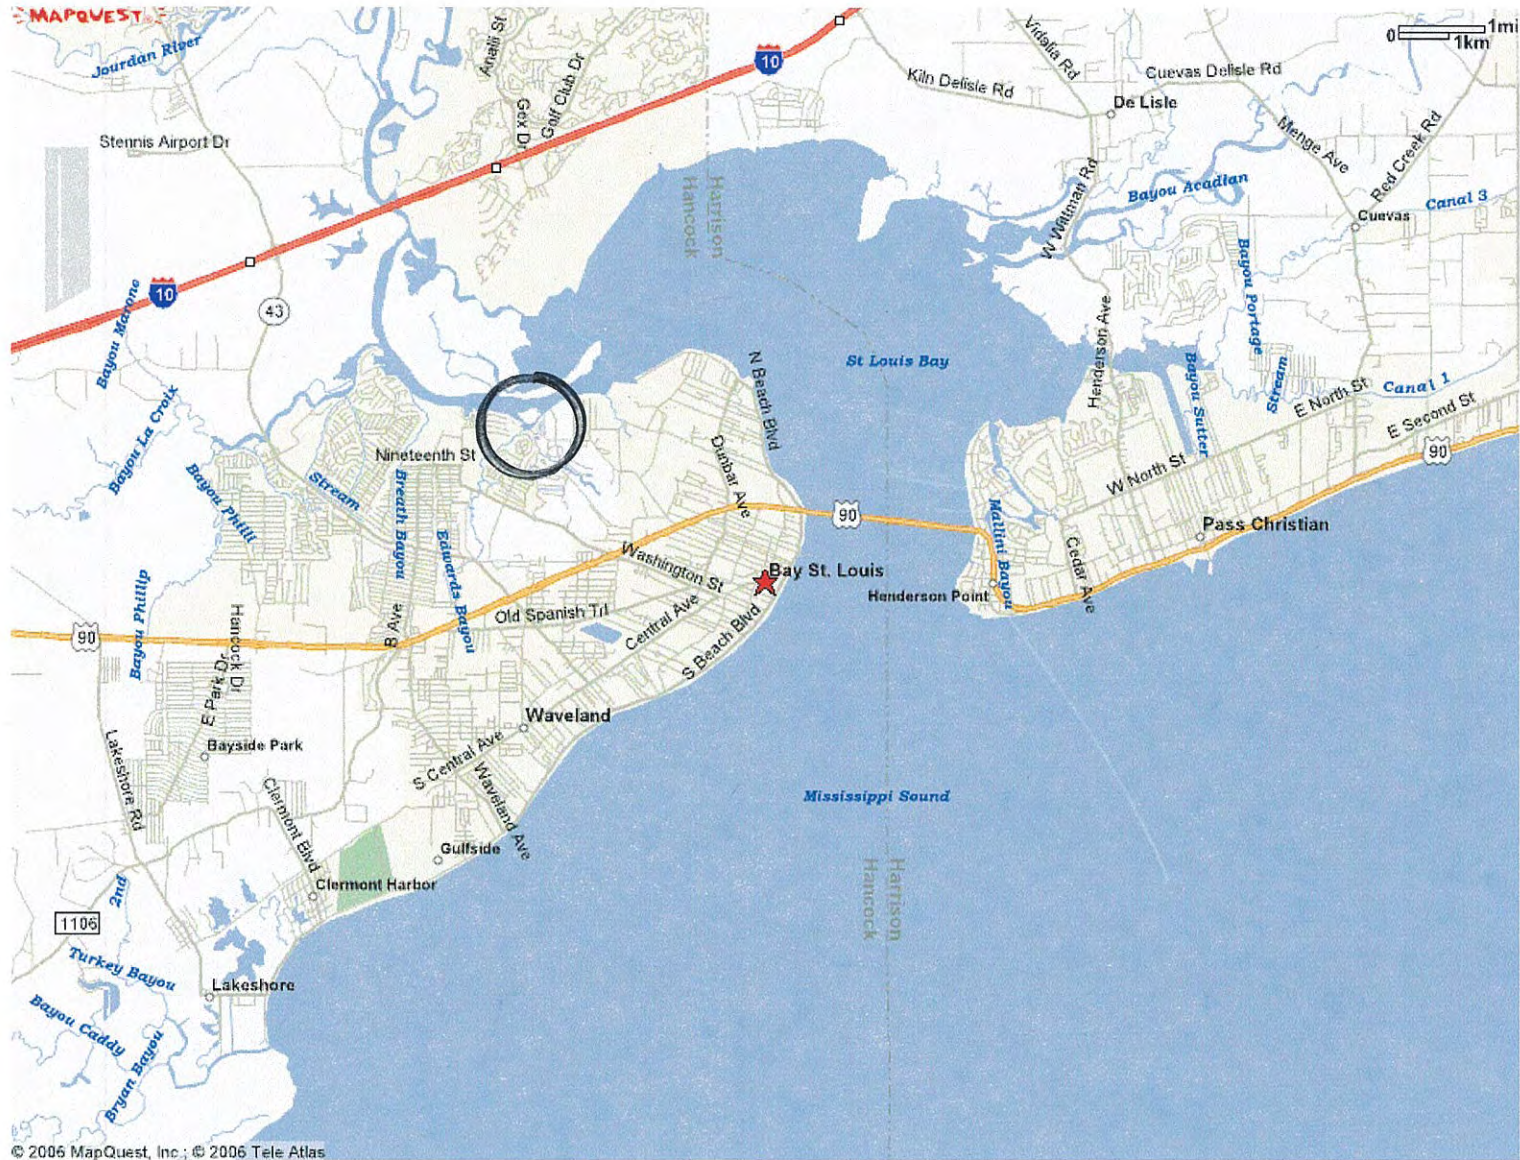 MAPQUEST
Jourdan River
Analii St
Golf Club Dr
Gex Dr
10
Vidalia Rd
0 1mi
1km
Kiln Delisle Rd
Cuevas Delisle Rd
De Lisle
Stennis Airport Dr
Menge Ave
Red Creek Rd
Harrison
Hancock
W Wittman Rd
Bayou Acadian
Canal 3
Cuevas
Bayou Marone
10
43
Bayou Portage
Henderson Ave
N Beach Blvd
St Louis Bay
Bayou Sutter
Stream
Canal 1
Bayou La Croix
E North St
E Second St
90
Nineteenth St
Dunbar Ave
Bayou Philli
Stream
Breath Bayou
W North St
90
Mallini Bayou
Pass Christian
Edwards Bayou
Washington St
Cedar Ave
Bay St. Louis
Henderson Point
Bayou Phillip
Hancock Dr
B Ave
Old Spanish Trl
Central Ave
S Beach Blvd
90
E Park Dr
Waveland
Lakeshore Rd
Bayside Park
S Central Ave
Clermont Blvd
Waveland Ave
Mississippi Sound
Gulfside
Harrison
Hancock
Clermont Harbor
2nd
1106
Turkey Bayou
Lakeshore
Bayou Caddy
Bryan Bayou
© 2006 MapQuest, Inc.; © 2006 Tele Atlas